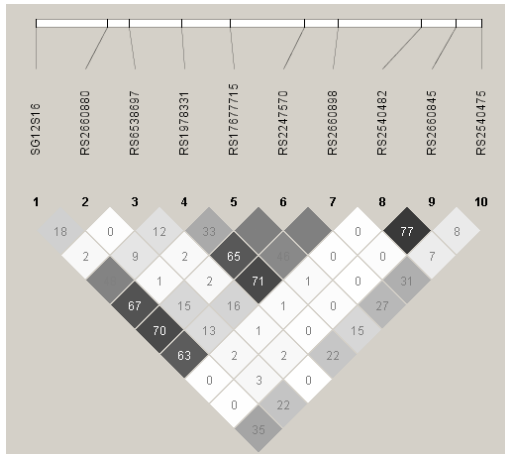 SG12S16
RS2660880
RS6538697
RS1978331
RS17677715
RS2247570
RS2660898
RS2540482
RS2660845
RS2540475
1 2 3 4 5 6 7 8 9 10
18 0 12 33 0 77 8
2 9 2 65 0 0 7
1 2 71 1 0 31
67 15 16 1 0 27
70 13 1 0 15
63 2 2 22
0 3 0
0 22
35